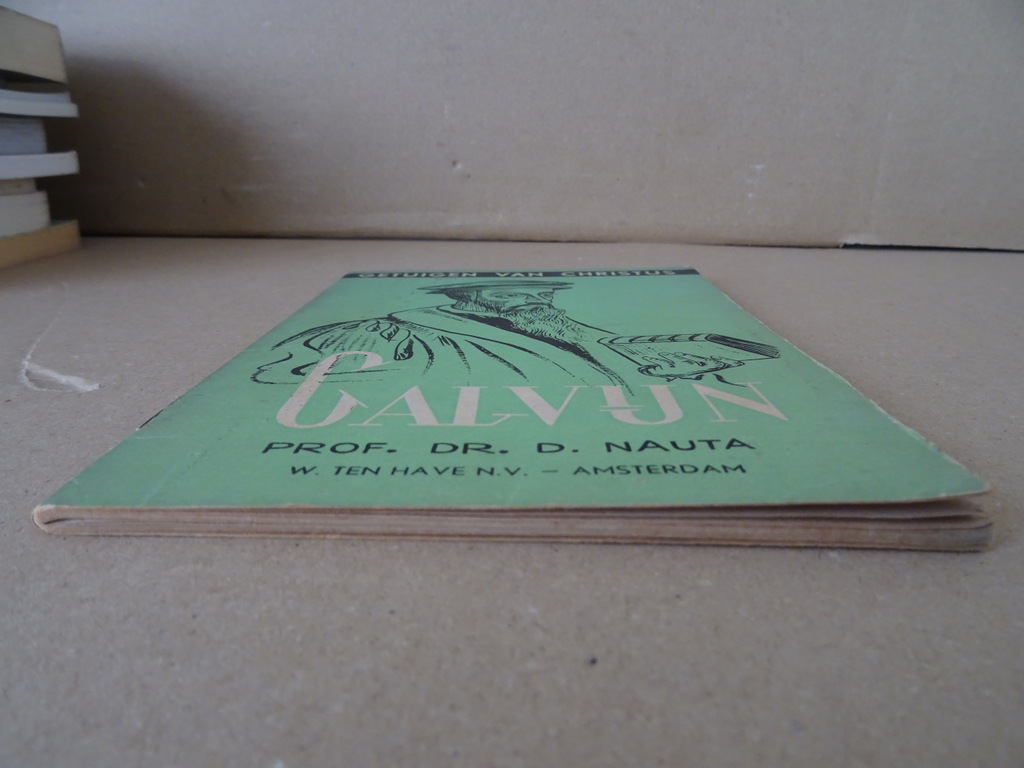 GETUIGEN VAN CHRISTUS
CALVIJN
PROF. DR. D. NAUTA
W. TEN HAVE N.V. – AMSTERDAM